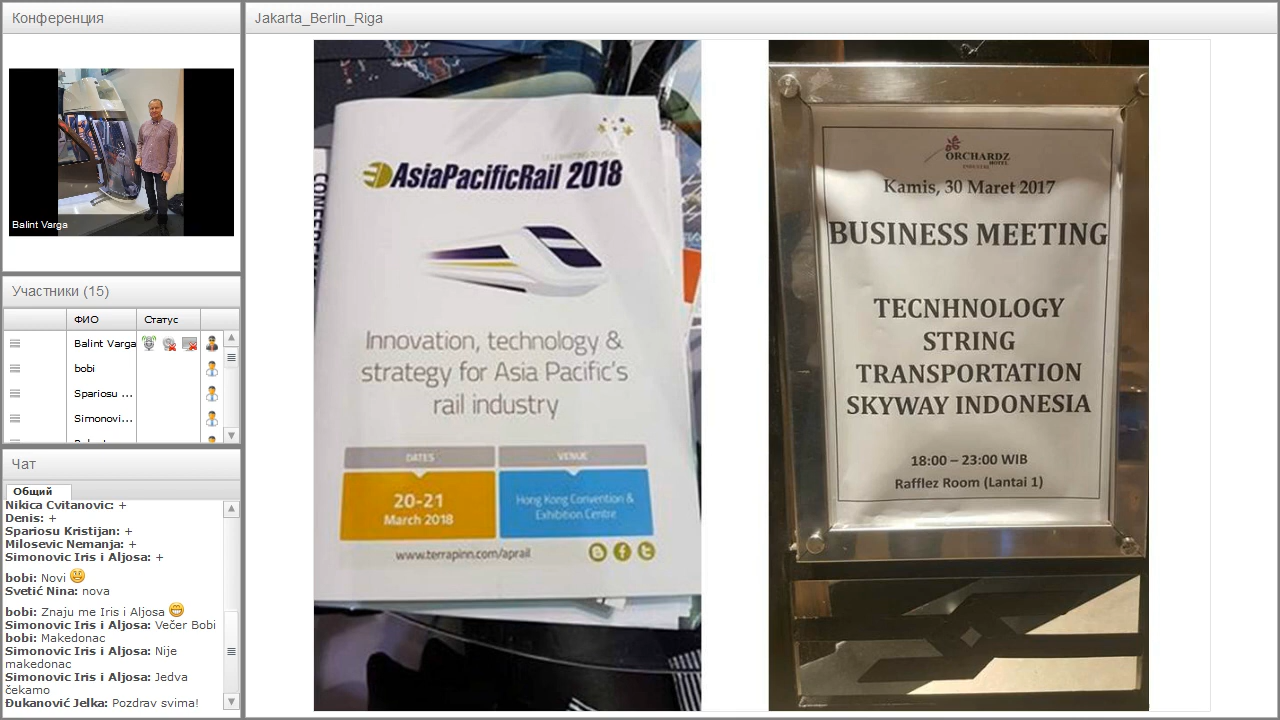 Конференция
Balint Varga
Участники (15)
ФИО
Статус
Balint Varga
bobi
Spariosu ...
Simonovi...
Чат
Общий
Nikica Cvitanovic: +
Denis: +
Spariosu Kristijan: +
Milosevic Nemanja: +
Simonovic Iris i Aljosa: +
bobi: Novi
Svetić Nina: n
bobi: Znaju me Iris i Aljosa
Simonovic Iris i Aljosa: Večer Bobi
bobi: Makedonac
Simonovic Iris i Aljosa: Nije
makedonac
Simonovic Iris i Aljosa: Jedva
čekamo
Jakarta_Berlin_Riga
AsiaPacificRail 2018
Innovation, technology &
strategy for Asia Pacific's
rail industry
DATES
VENUE
20-21
March 2018
Hong Kong Convention &
Exhibition Centre
www.terrapinn.com/aprail
ORCHARDZ
HOTEL
Kamis, 30 Maret 2017
BUSINESS MEETING
TECNHNOLOGY
STRING
TRANSPORTATION
SKYWAY INDONESIA
18:00 – 23:00 WIB
Rafflez Room (Lantai 1)